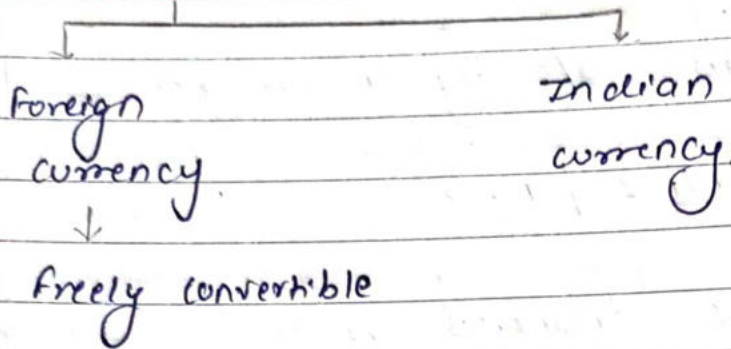 Foreign
currency
Indian
currency
Freely convertible